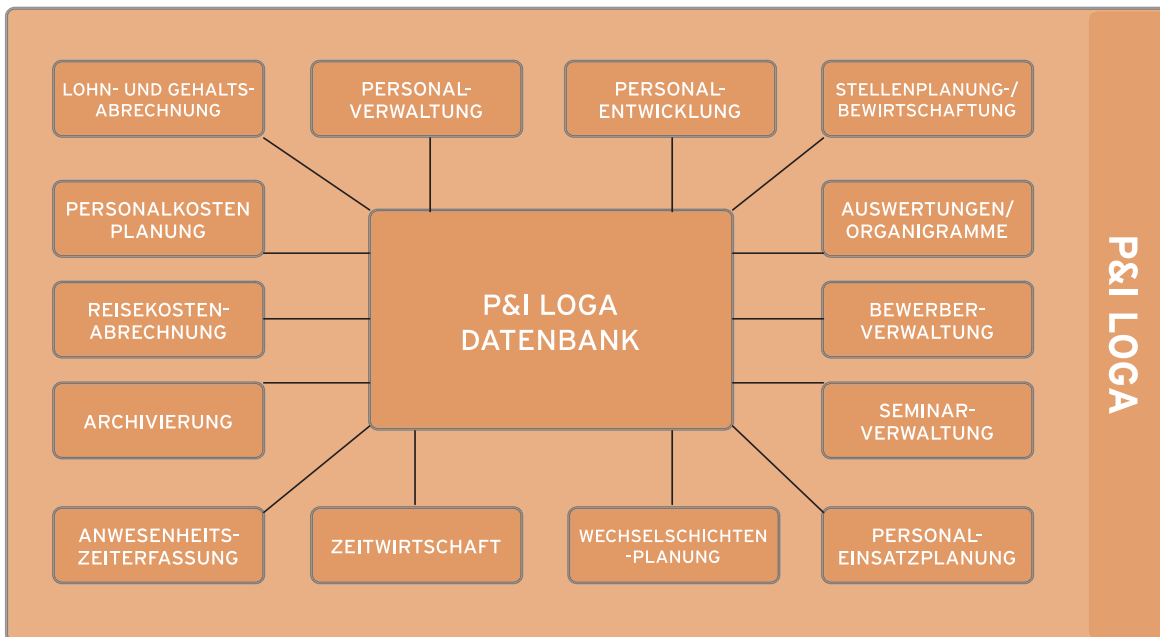 LOHN- UND GEHALTS-
ABRECHNUNG
PERSONAL-
VERWALTUNG
PERSONAL-
ENTWICKLUNG
STELLENPLANUNG-/
BEWIRTSCHAFTUNG
PERSONALKOSTEN
PLANUNG
AUSWERTUNGEN/
ORGANIGRAMME
REISEKOSTEN-
ABRECHNUNG
P&I LOGA
DATENBANK
BEWERBER-
VERWALTUNG
ARCHIVIERUNG
SEMINAR-
VERWALTUNG
ANWESENHEITS-
ZEITERFASSUNG
ZEITWIRTSCHAFT
WECHSELSCHICHTEN
-PLANUNG
PERSONAL-
EINSATZPLANUNG
P&I LOGA